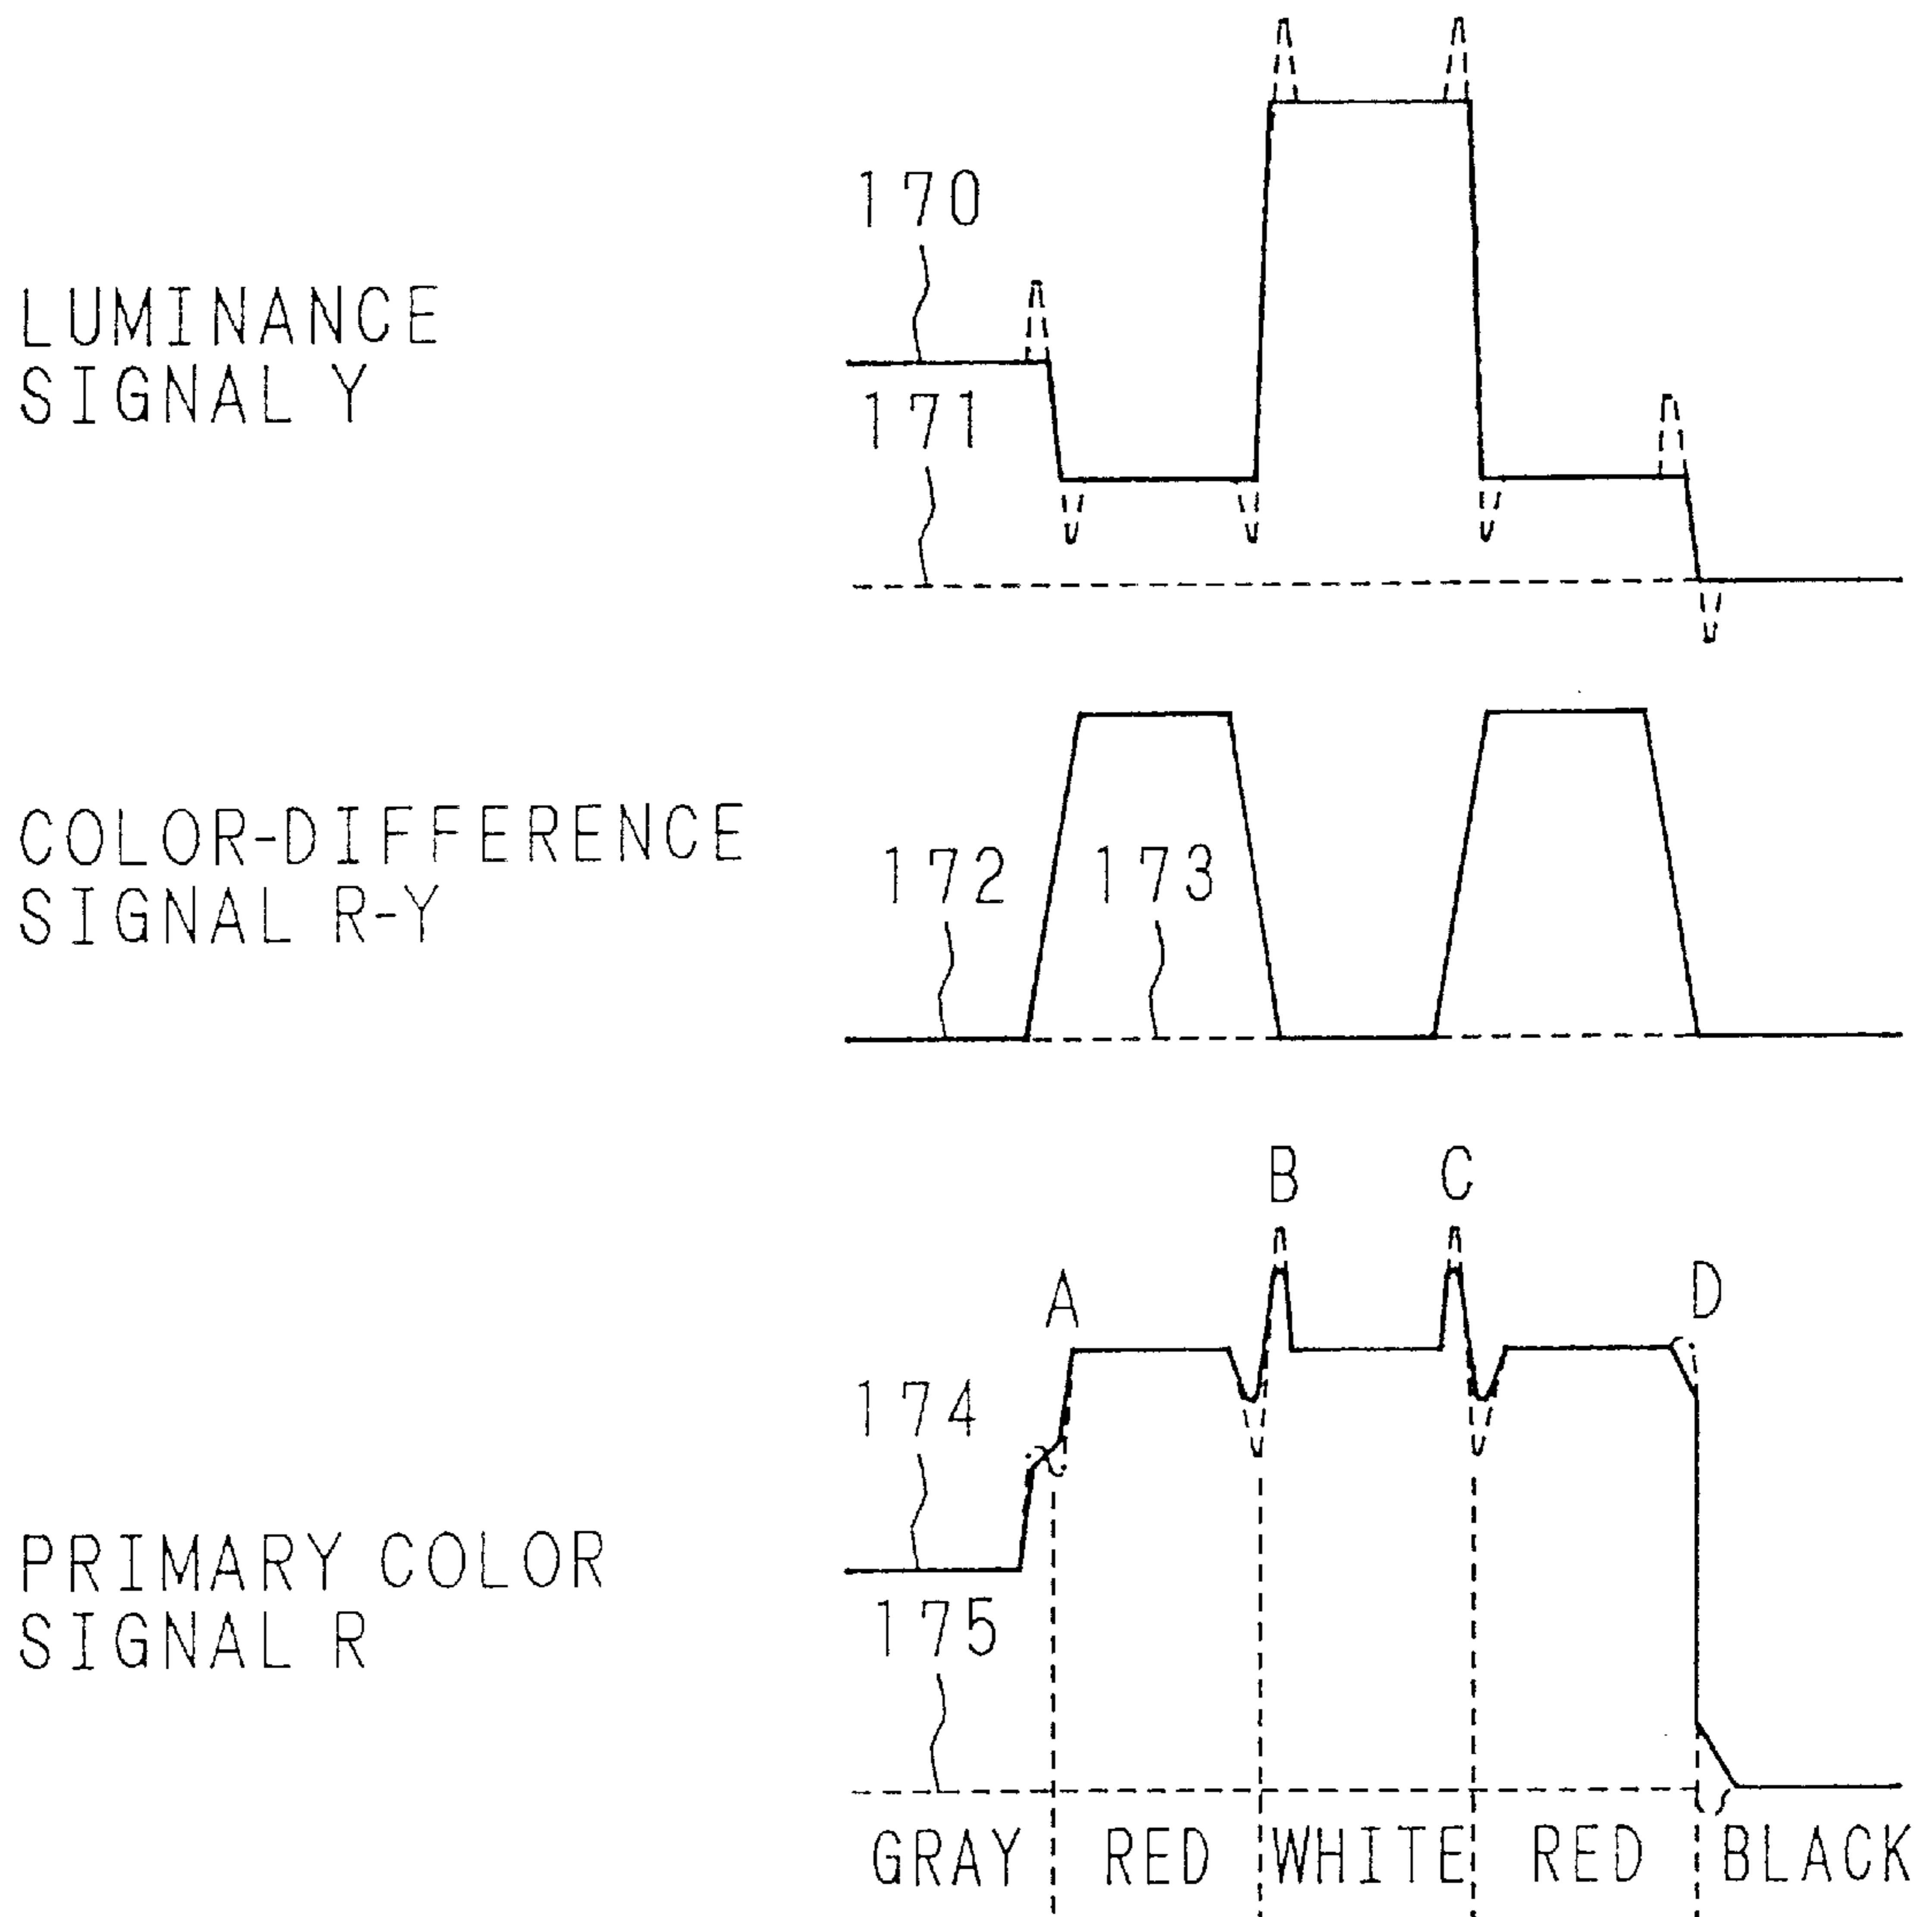 170
LUMINANCE
SIGNAL Y
171
COLOR-DIFFERENCE
SIGNAL R-Y
172
173
B
C
A
D
174
PRIMARY COLOR
SIGNAL R
175
GRAY RED WHITE RED BLACK